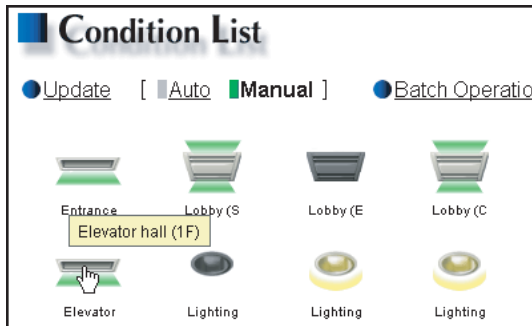 Condition List
Update [ Auto Manual ] Batch Operatio
Entrance Lobby (S Lobby (E Lobby (C
Elevator hall (1F)
Elevator Lighting Lighting Lighting